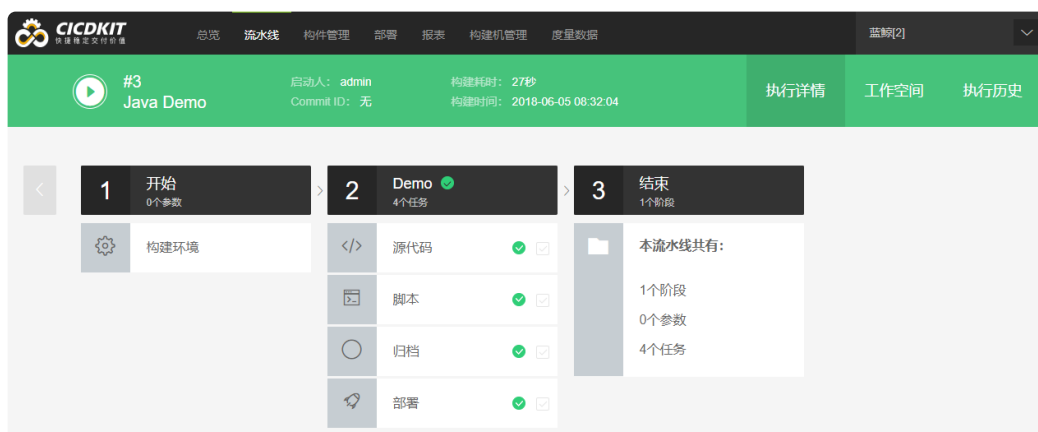 CICDKIT
快捷稳定交付价值
总览 流水线 构件管理 部署 报表 构建机管理 度量数据 蓝鲸[2]
#3
Java Demo
启动人: admin
Commit ID: 无
构建耗时: 27秒
构建时间: 2018-06-05 08:32:04
执行详情 工作空间 执行历史
1 开始
0个参数
构建环境
2 Demo
4个任务
源代码
脚本
归档
部署
3 结束
1个阶段
本流水线共有:
1个阶段
0个参数
4个任务